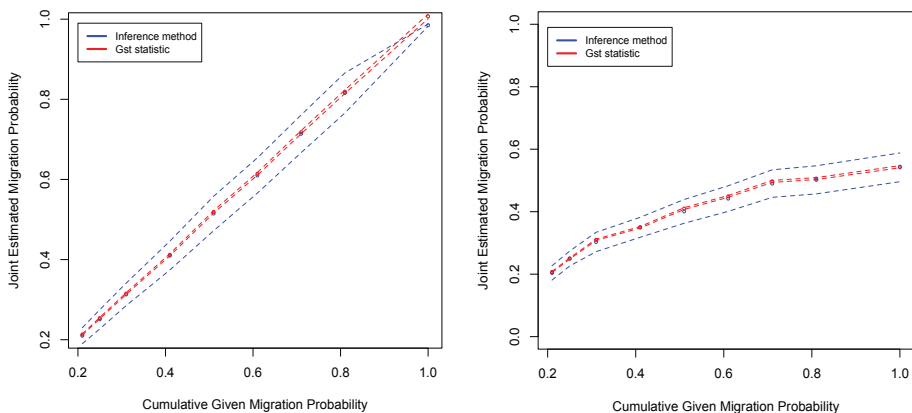 Joint Estimated Migration Probability
1.0
0.8
0.6
0.4
0.2
Inference method
Gst statistic
0.2 0.4 0.6 0.8 1.0
Cumulative Given Migration Probability
Joint Estimated Migration Probability
1.0
0.8
0.6
0.4
0.2
0.0
Inference method
Gst statistic
0.2 0.4 0.6 0.8 1.0
Cumulative Given Migration Probability